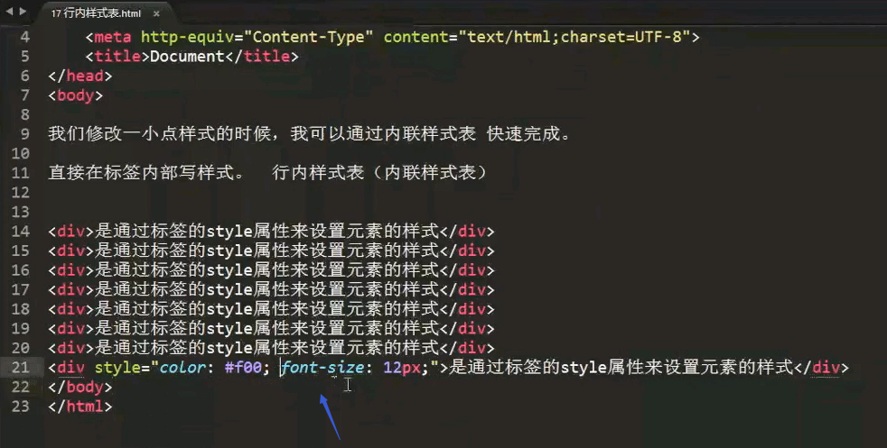 17 行内样式表.html ×
4 <meta http-equiv="Content-Type" content="text/html;charset=UTF-8">
5 <title>Document</title>
6 </head>
7 <body>
8
9 我们修改一小点样式的时候，我可以通过内联样式表 快速完成。
10
11 直接在标签内部写样式。 行内样式表（内联样式表）
12
13
14 <div>是通过标签的style属性来设置元素的样式</div>
15 <div>是通过标签的style属性来设置元素的样式</div>
16 <div>是通过标签的style属性来设置元素的样式</div>
17 <div>是通过标签的style属性来设置元素的样式</div>
18 <div>是通过标签的style属性来设置元素的样式</div>
19 <div>是通过标签的style属性来设置元素的样式</div>
20 <div>是通过标签的style属性来设置元素的样式</div>
21 <div style="color: #f00; font-size: 12px;">是通过标签的style属性来设置元素的样式</div>
22 </body>
23 </html>